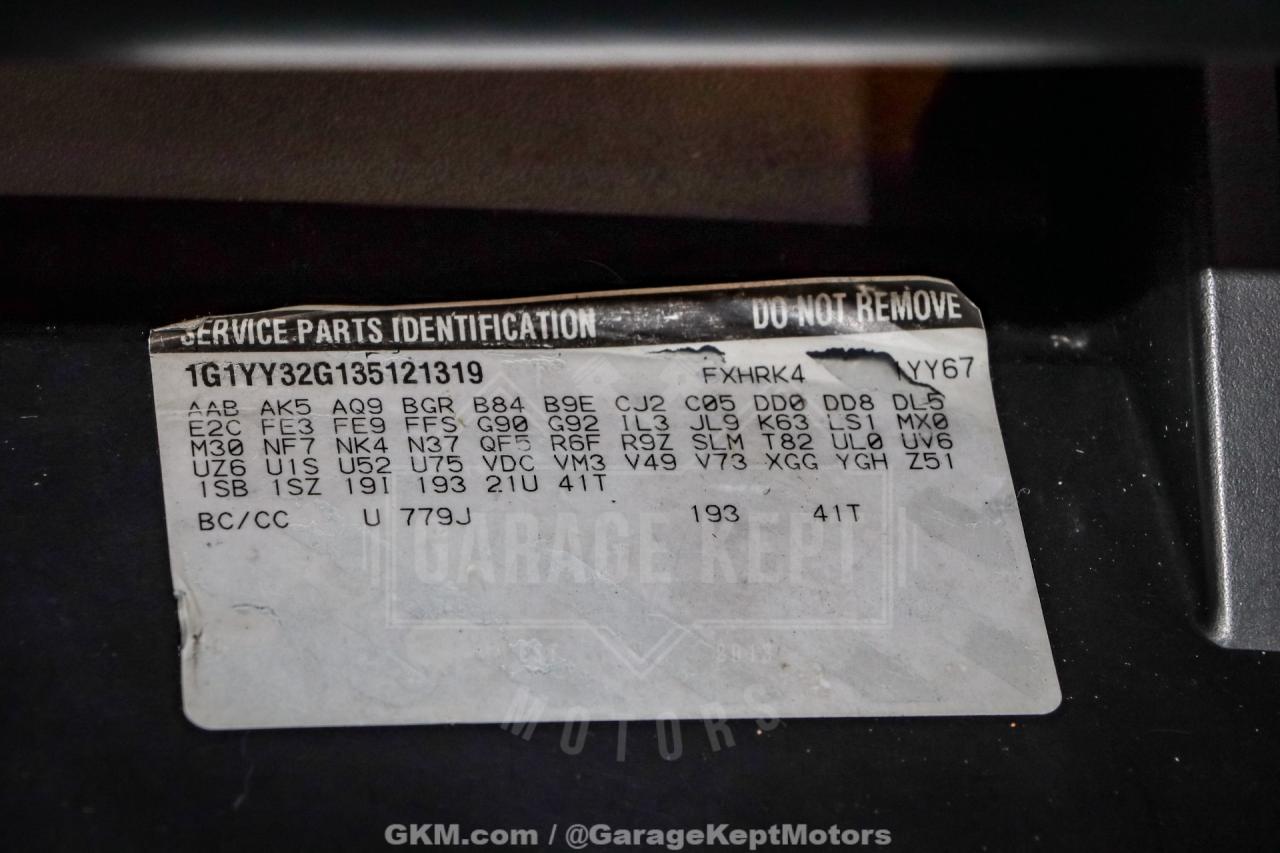 SERVICE PARTS IDENTIFICATION DO NOT REMOVE
1G1YY32G135121319 FXHRK4 1YY67
AAB AK5 AQ9 BGR B84 B9E CJ2 C05 DD0 DD8 DL5
E2C FE3 FE9 FFS G90 G92 IL3 JL9 K63 LS1 MX0
M30 NF7 NK4 N37 QF5 R6F R9Z SLM T82 UL0 UV6
UZ6 U1S U52 U75 VDC VM3 V49 V73 XGG YGH Z51
1SB 1SZ 19I 193 21U 41T
BC/CC U 779J 193 41T
GARAGE KEPT
EST 2013
MOTORS
GKM.com / @GarageKeptMotors